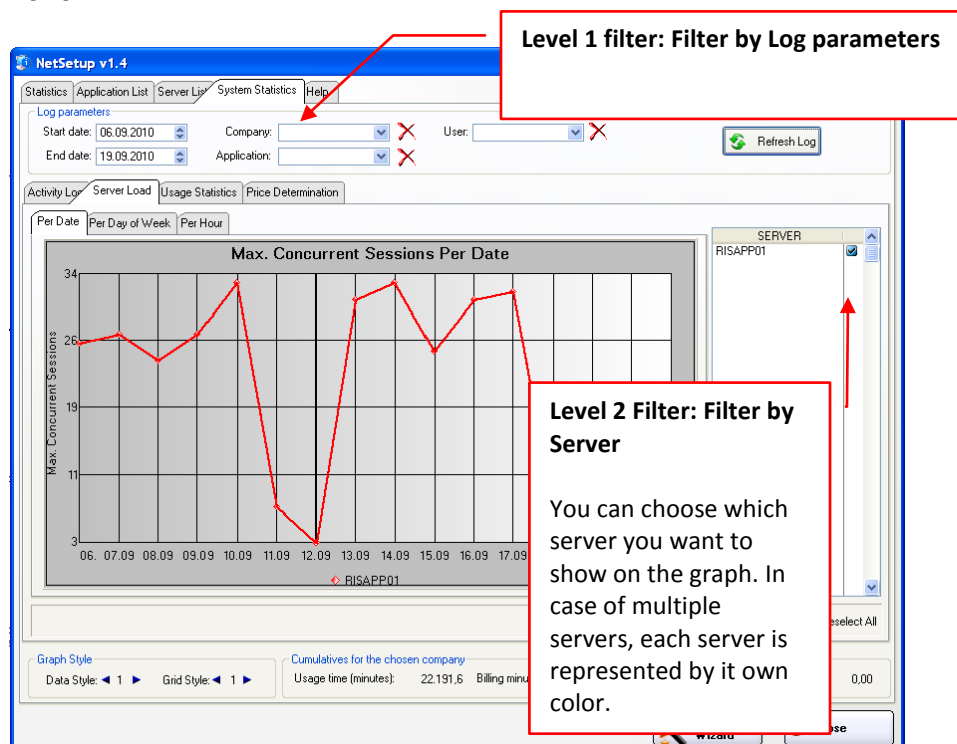 Level 1 filter: Filter by Log parameters
NetSetup v1.4
Statistics Application List Server List System Statistics Help
Log parameters
Start date: 06.09.2010 Company: User: Refresh Log
End date: 19.09.2010 Application:
Activity Log Server Load Usage Statistics Price Determination
Per Date Per Day of Week Per Hour
SERVER
RISAPP01
Max. Concurrent Sessions Per Date
Max. Concurrent Sessions
34
26
19
11
3
06. 07.09 08.09 09.09 10.09 11.09 12.09 13.09 14.09 15.09 16.09 17.09
RISAPP01
Level 2 Filter: Filter by
Server
You can choose which
server you want to
show on the graph. In
case of multiple
servers, each server is
represented by it own
color.
eselect All
Graph Style
Data Style: 1 Grid Style: 1
Cumulatives for the chosen company
Usage time (minutes): 22.191,6 Billing minu 0,00
Wizard